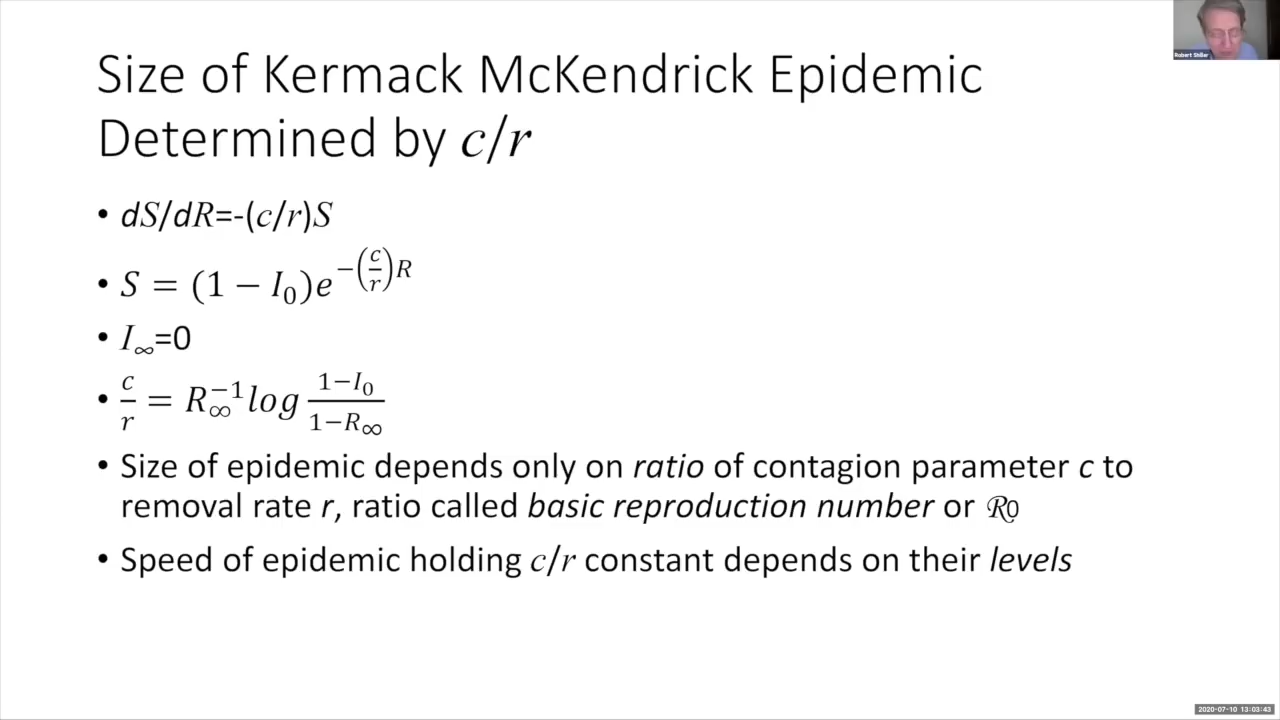 Robert Shiller
Size of Kermack McKendrick Epidemic
Determined by c/r
• dS/dR=-(c/r)S
• S = (1 − I₀)e^{−(c/r)R}
• I∞=0
• c/r = R∞⁻¹ log (1−I₀)/(1−R∞)
• Size of epidemic depends only on ratio of contagion parameter c to
removal rate r, ratio called basic reproduction number or ℛ0
• Speed of epidemic holding c/r constant depends on their levels
2020-07-10 13:03:43